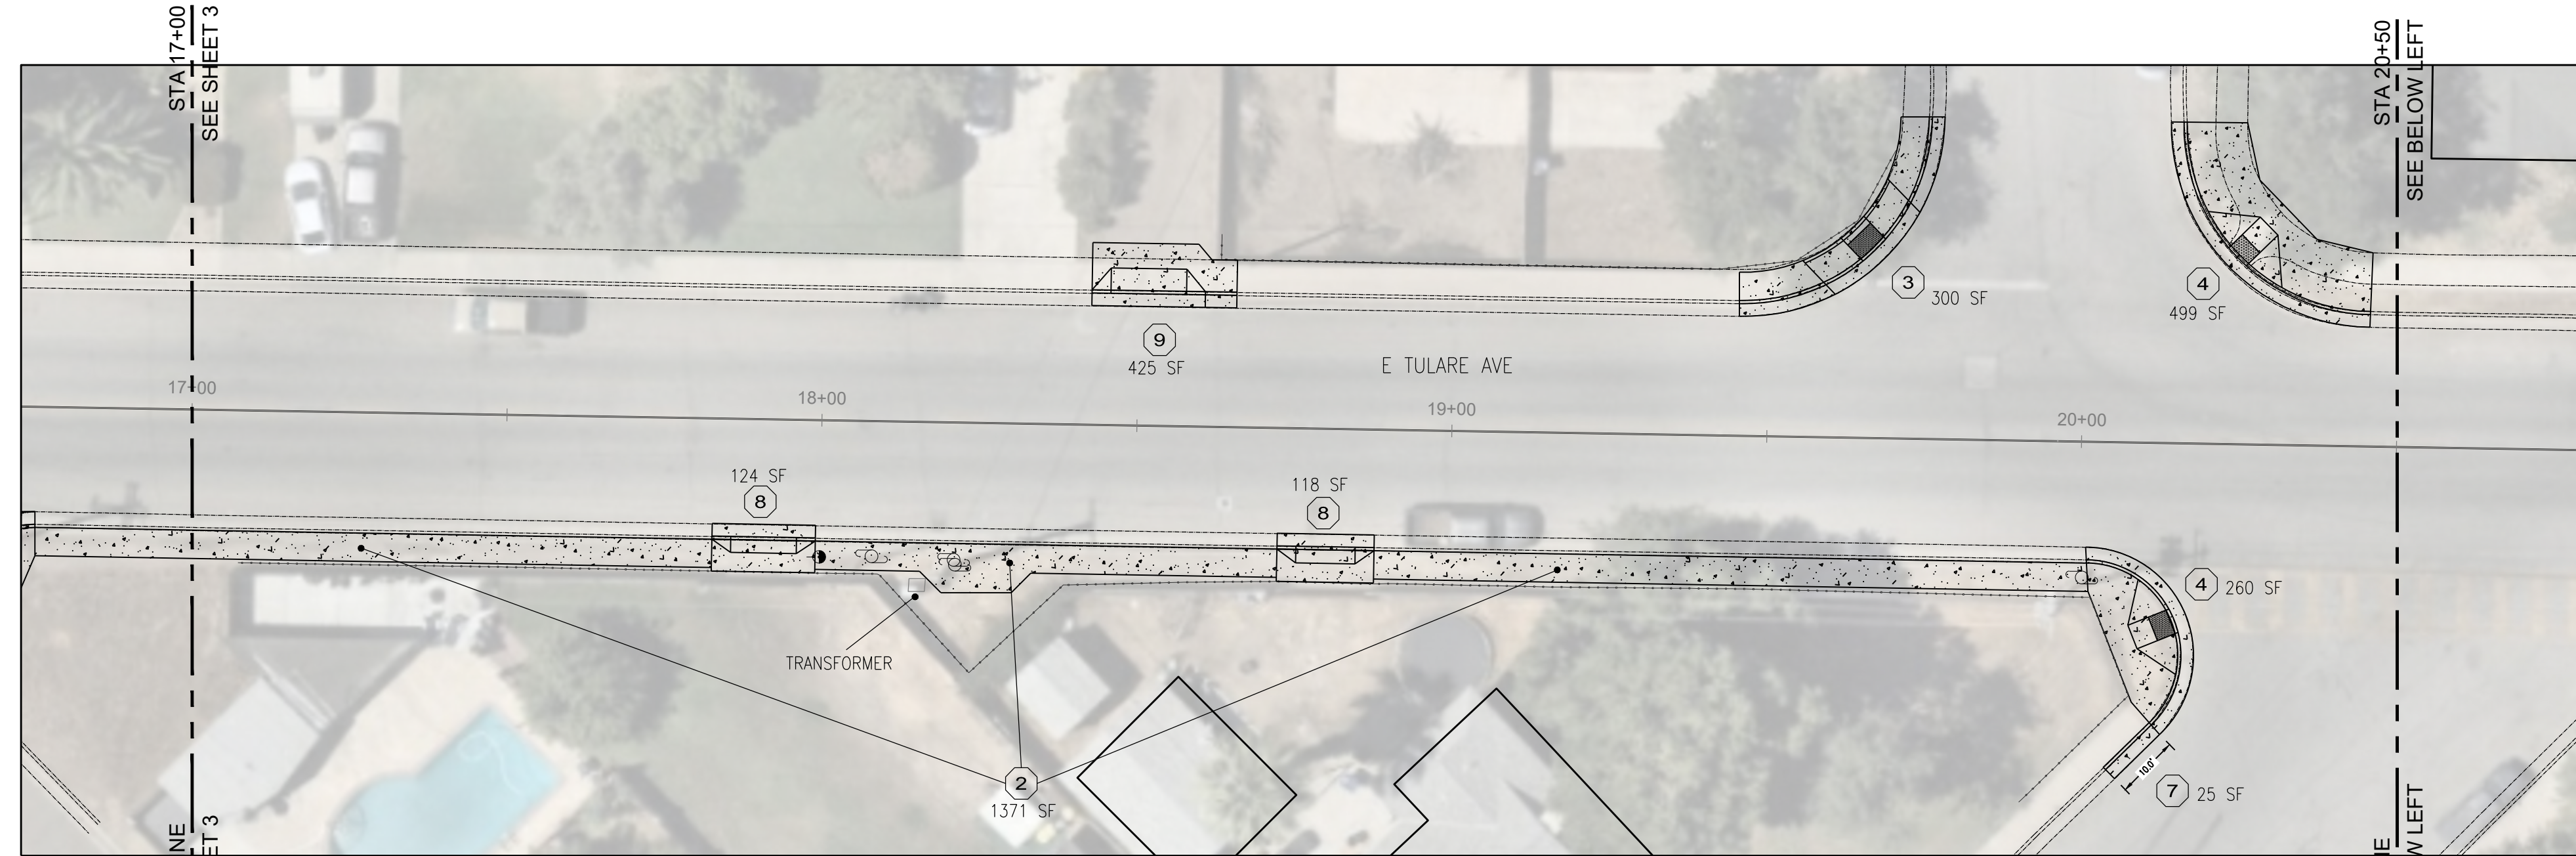 STA 17+00
SEE SHEET 3
STA 20+50
SEE BELOW LEFT
3
300 SF
4
499 SF
9
425 SF
E TULARE AVE
17+00
18+00
19+00
20+00
124 SF
8
118 SF
8
4
260 SF
TRANSFORMER
2
1371 SF
10.0'
7
25 SF
NE
ET 3
NE
W LEFT